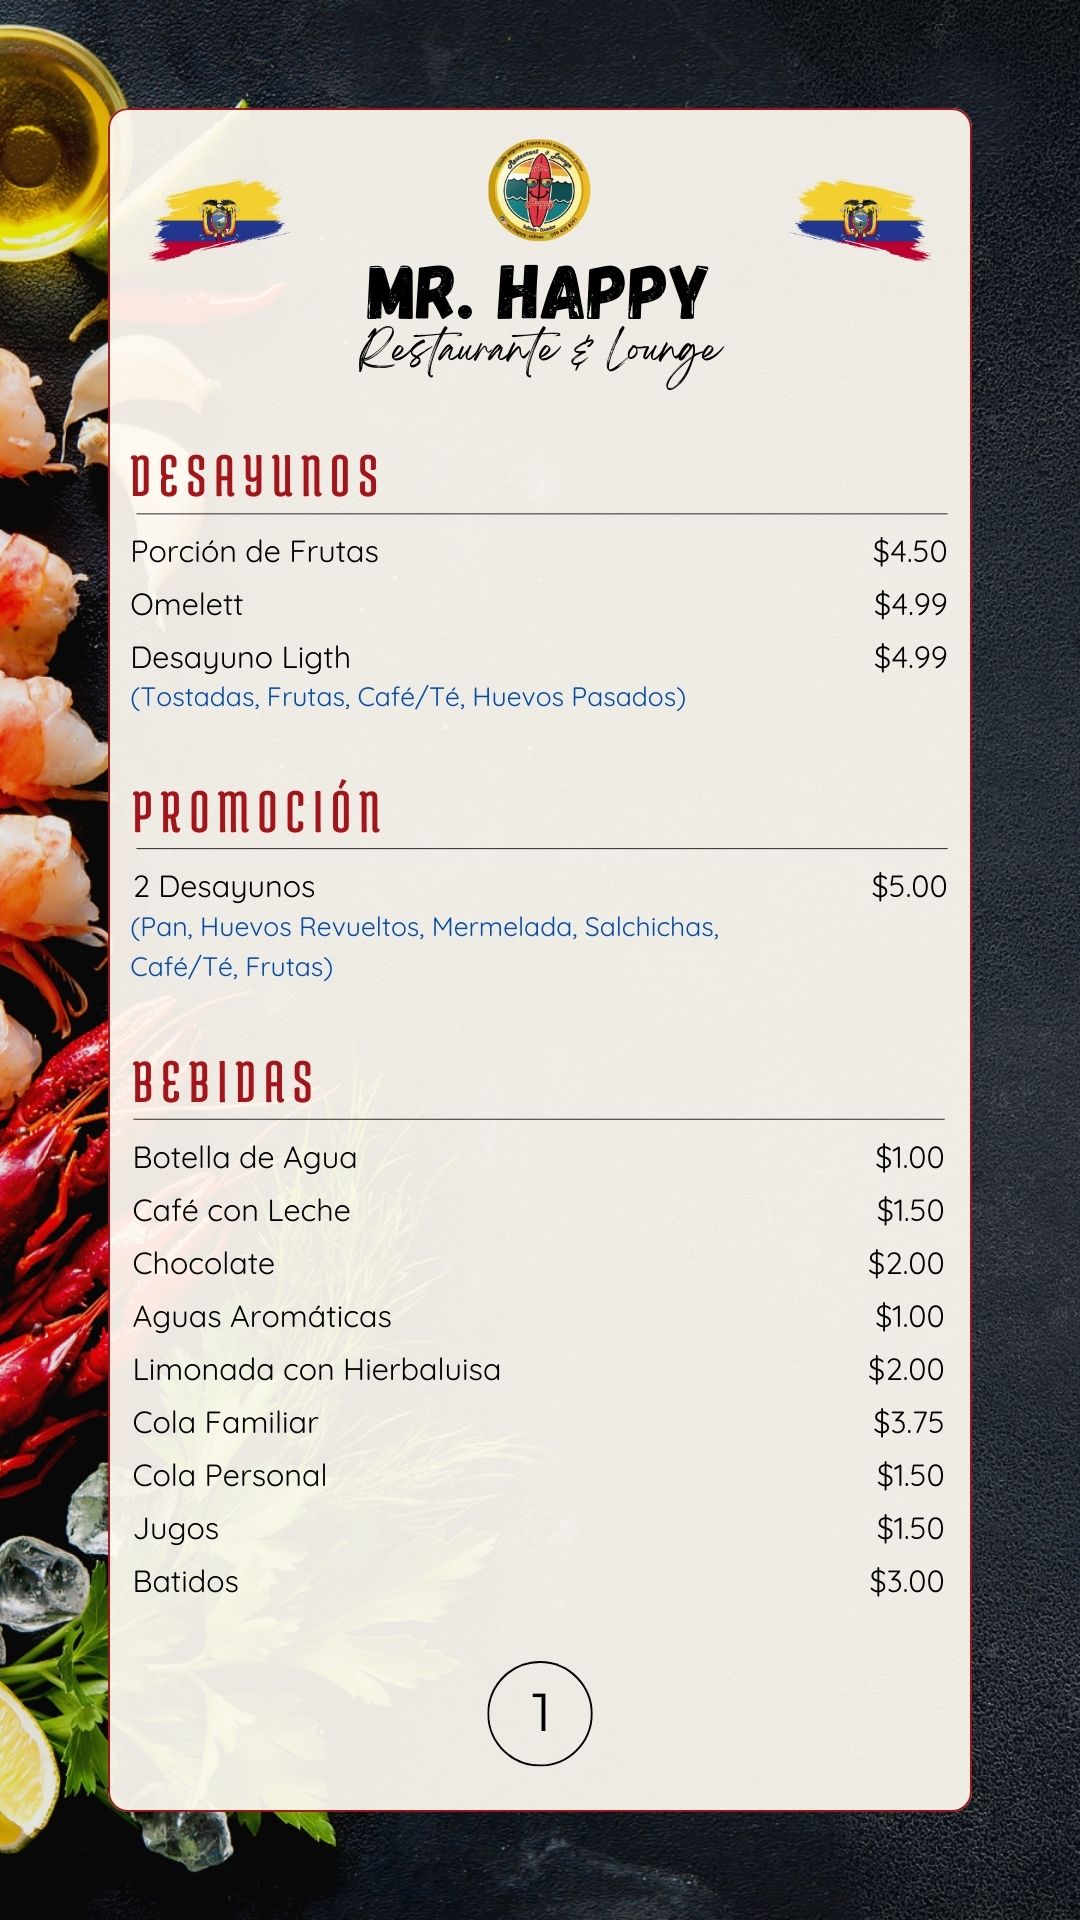 MR. HAPPY
Restaurante & Lounge
DESAYUNOS
Porción de Frutas $4.50
Omelett $4.99
Desayuno Ligth $4.99
(Tostadas, Frutas, Café/Té, Huevos Pasados)
PROMOCIÓN
2 Desayunos $5.00
(Pan, Huevos Revueltos, Mermelada, Salchichas,
Café/Té, Frutas)
BEBIDAS
Botella de Agua $1.00
Café con Leche $1.50
Chocolate $2.00
Aguas Aromáticas $1.00
Limonada con Hierbaluisa $2.00
Cola Familiar $3.75
Cola Personal $1.50
Jugos $1.50
Batidos $3.00
1